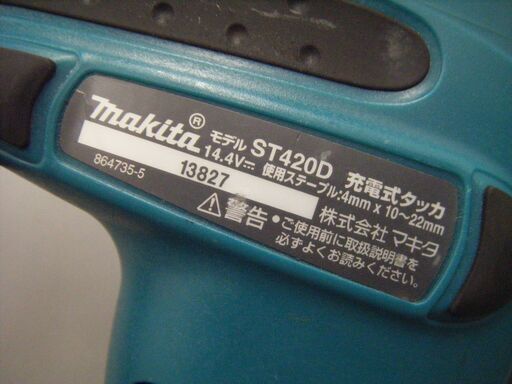 makita®
モデル ST420D 充電式タッカ
14.4V⎓ 使用ステープル:4mm x 10～22mm
864735-5 13827 株式会社 マキタ
⚠警告・ご使用前に取扱説明書を
必ずよくお読みください。